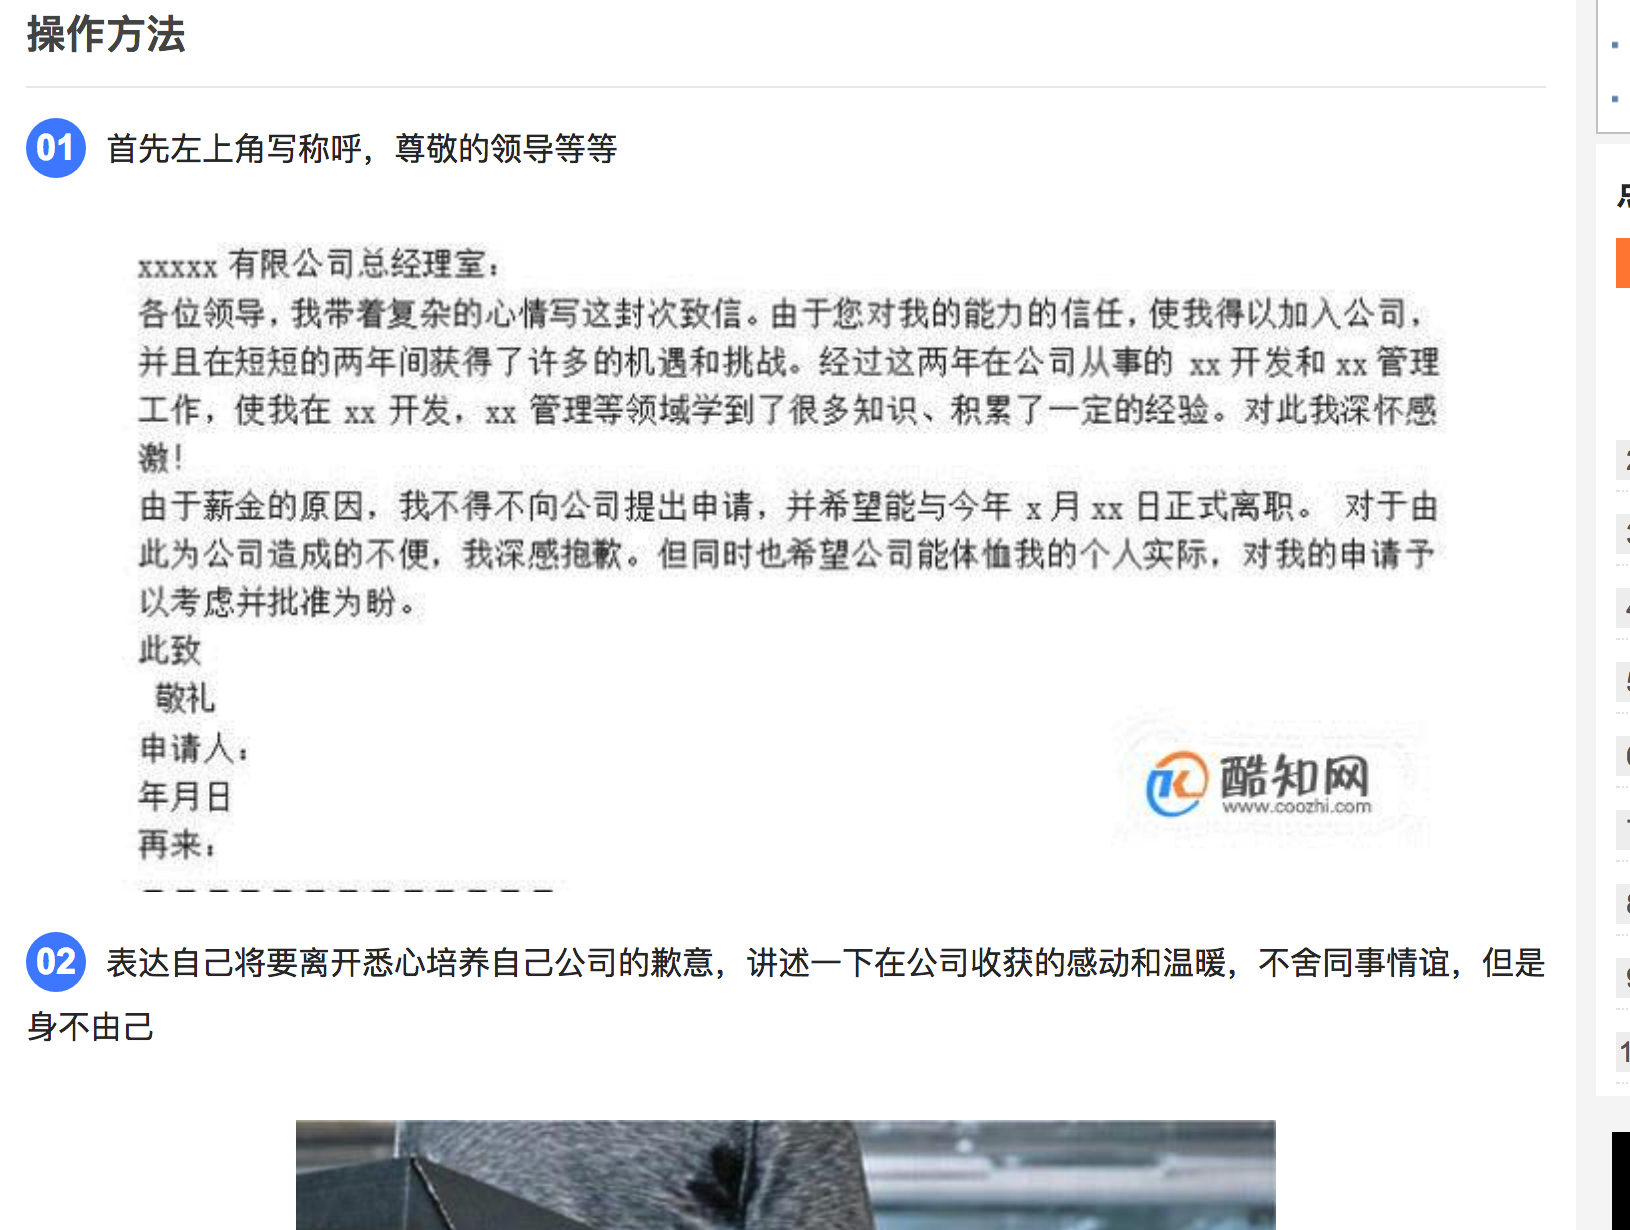 操作方法
01 首先左上角写称呼，尊敬的领导等等
xxxxx 有限公司总经理室：
各位领导，我带着复杂的心情写这封次致信。由于您对我的能力的信任，使我得以加入公司，
并且在短短的两年间获得了许多的机遇和挑战。经过这两年在公司从事的 xx 开发和 xx 管理
工作，使我在 xx 开发，xx 管理等领域学到了很多知识、积累了一定的经验。对此我深怀感
激！
由于薪金的原因，我不得不向公司提出申请，并希望能与今年 x 月 xx 日正式离职。 对于由
此为公司造成的不便，我深感抱歉。但同时也希望公司能体恤我的个人实际，对我的申请予
以考虑并批准为盼。
此致
敬礼
申请人：
年月日
再来：
酷知网
www.coozhi.com
02 表达自己将要离开悉心培养自己公司的歉意，讲述一下在公司收获的感动和温暖，不舍同事情谊，但是
身不由己